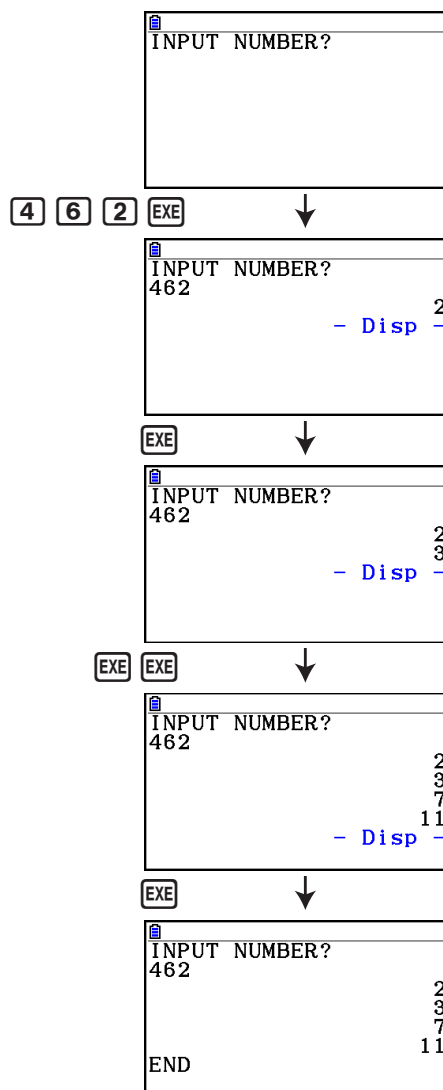 INPUT NUMBER?
4 6 2 EXE
INPUT NUMBER?
462
2
- Disp -
EXE
INPUT NUMBER?
462
2
3
- Disp -
EXE EXE
INPUT NUMBER?
462
2
3
7
11
- Disp -
EXE
INPUT NUMBER?
462
2
3
7
11
END